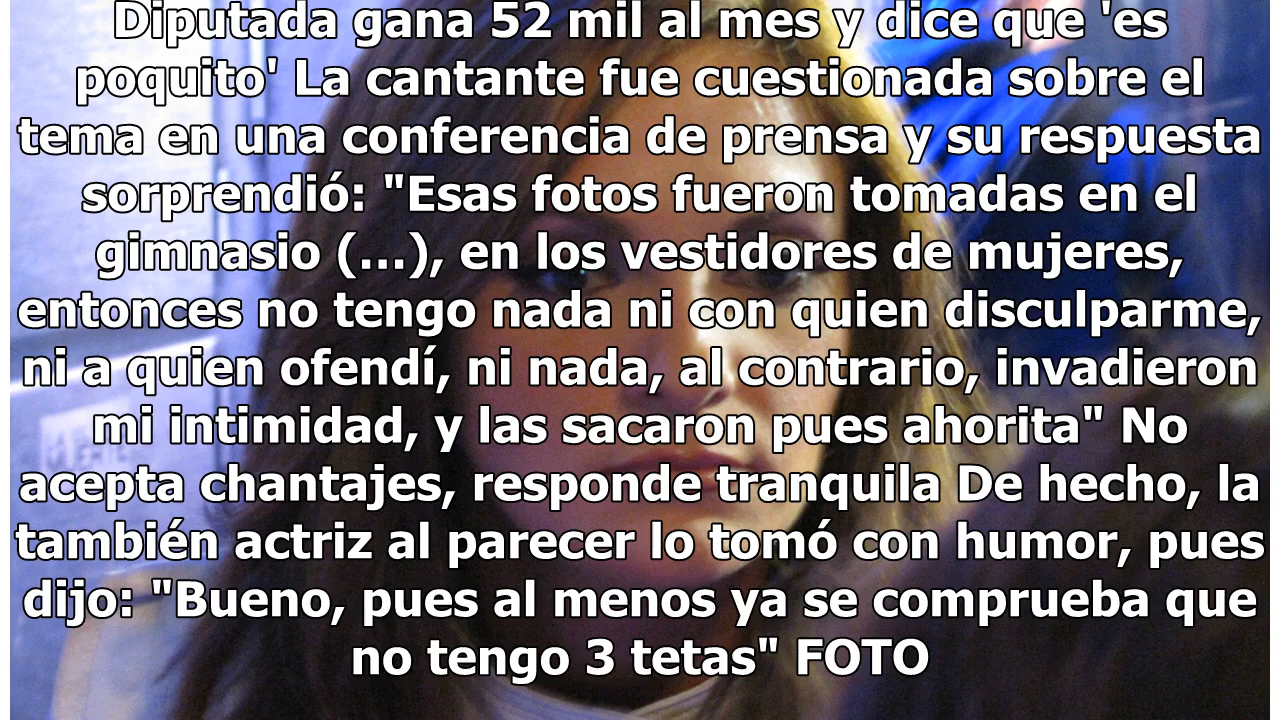 Diputada gana 52 mil al mes y dice que 'es
poquito' La cantante fue cuestionada sobre el
tema en una conferencia de prensa y su respuesta
sorprendió: "Esas fotos fueron tomadas en el
gimnasio (...), en los vestidores de mujeres,
entonces no tengo nada ni con quien disculparme,
ni a quien ofendí, ni nada, al contrario, invadieron
mi intimidad, y las sacaron pues ahorita" No
acepta chantajes, responde tranquila De hecho, la
también actriz al parecer lo tomó con humor, pues
dijo: "Bueno, pues al menos ya se comprueba que
no tengo 3 tetas" FOTO